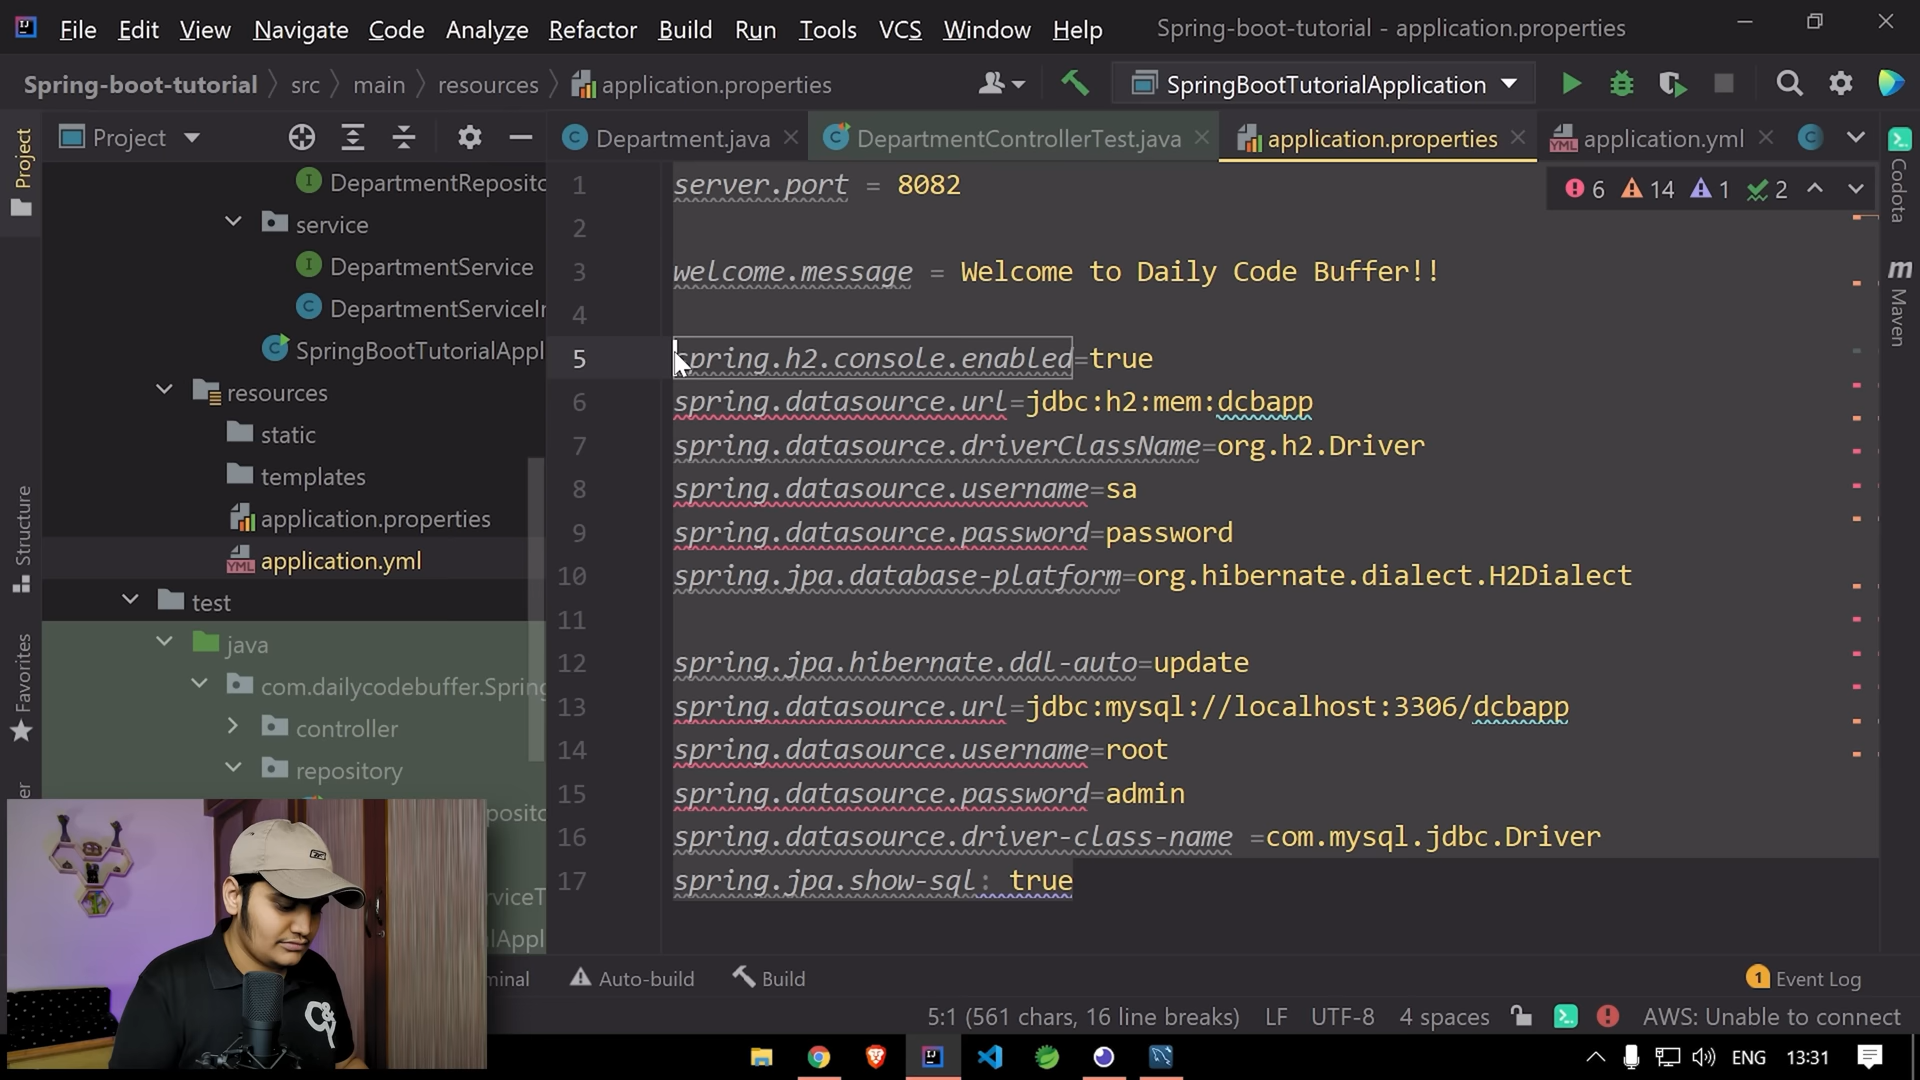 File Edit View Navigate Code Analyze Refactor Build Run Tools VCS Window Help Spring-boot-tutorial - application.properties
Spring-boot-tutorial src main resources application.properties SpringBootTutorialApplication
Project
Project
Department.java
DepartmentControllerTest.java
application.properties
application.yml
Codota
Maven
Structure
Favorites
DepartmentReposito
service
DepartmentService
DepartmentServiceIn
SpringBootTutorialAppl
resources
static
templates
application.properties
application.yml
test
java
com.dailycodebuffer.Spring
controller
repository
posito
rviceT
lAppl
6 14 1 2
1 server.port = 8082
2
3 welcome.message = Welcome to Daily Code Buffer!!
4
5 spring.h2.console.enabled=true
6 spring.datasource.url=jdbc:h2:mem:dcbapp
7 spring.datasource.driverClassName=org.h2.Driver
8 spring.datasource.username=sa
9 spring.datasource.password=password
10 spring.jpa.database-platform=org.hibernate.dialect.H2Dialect
11
12 spring.jpa.hibernate.ddl-auto=update
13 spring.datasource.url=jdbc:mysql://localhost:3306/dcbapp
14 spring.datasource.username=root
15 spring.datasource.password=admin
16 spring.datasource.driver-class-name =com.mysql.jdbc.Driver
17 spring.jpa.show-sql: true
minal Auto-build Build 1 Event Log
5:1 (561 chars, 16 line breaks) LF UTF-8 4 spaces AWS: Unable to connect
ENG 13:31